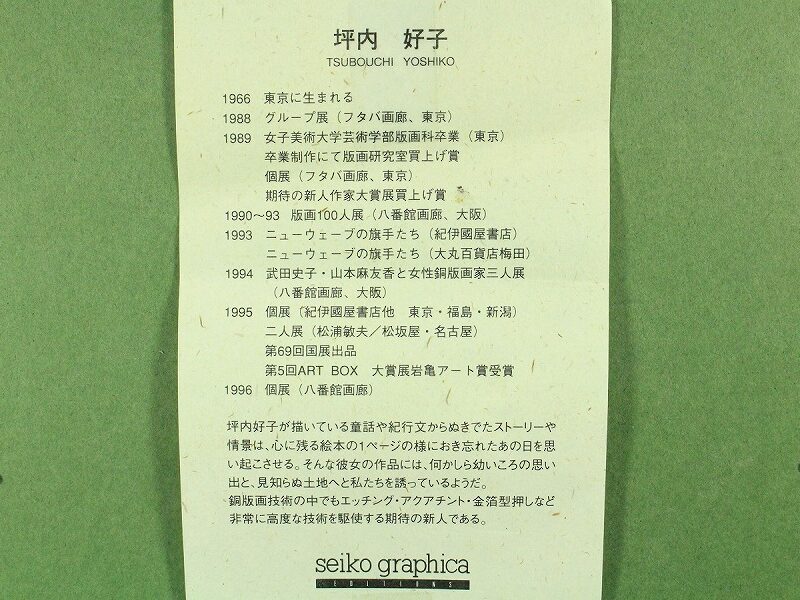 坪内　好子
TSUBOUCHI YOSHIKO
1966 東京に生まれる
1988 グループ展（フタバ画廊、東京）
1989 女子美術大学芸術学部版画科卒業（東京）
卒業制作にて版画研究室買上げ賞
個展（フタバ画廊、東京）
期待の新人作家大賞展買上げ賞
1990〜93 版画100人展（八番館画廊、大阪）
1993 ニューウェーブの旗手たち（紀伊國屋書店）
ニューウェーブの旗手たち（大丸百貨店梅田）
1994 武田史子・山本麻友香と女性銅版画家三人展
（八番館画廊、大阪）
1995 個展（紀伊國屋書店他　東京・福島・新潟）
二人展（松浦敏夫／松坂屋・名古屋）
第69回国展出品
第5回ART BOX　大賞展岩亀アート賞受賞
1996 個展（八番館画廊）
坪内好子が描いている童話や紀行文からぬきでたストーリーや
情景は、心に残る絵本の1ページの様におき忘れたあの日を思
い起こさせる。そんな彼女の作品には、何かしら幼いころの思い
出と、見知らぬ土地へと私たちを誘っているようだ。
銅版画技術の中でもエッチング・アクアチント・金箔型押しなど
非常に高度な技術を駆使する期待の新人である。
seiko graphica
EDITIONS